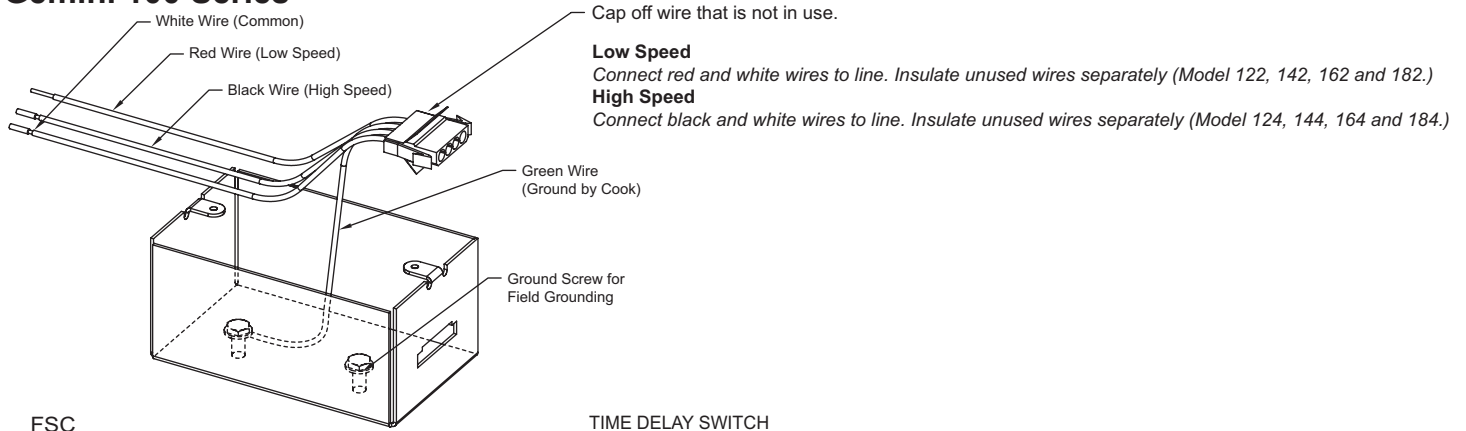 White Wire (Common)
Red Wire (Low Speed)
Black Wire (High Speed)
Cap off wire that is not in use.
Low Speed
Connect red and white wires to line. Insulate unused wires separately (Model 122, 142, 162 and 182.)
High Speed
Connect black and white wires to line. Insulate unused wires separately (Model 124, 144, 164 and 184.)
Green Wire
(Ground by Cook)
Ground Screw for
Field Grounding
FSC
TIME DELAY SWITCH